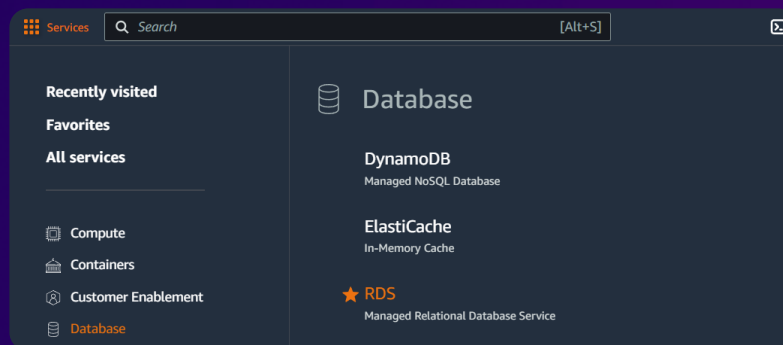 Services
Search
[Alt+S]
Recently visited
Favorites
All services
Compute
Containers
Customer Enablement
Database
Database
DynamoDB
Managed NoSQL Database
ElastiCache
In-Memory Cache
RDS
Managed Relational Database Service